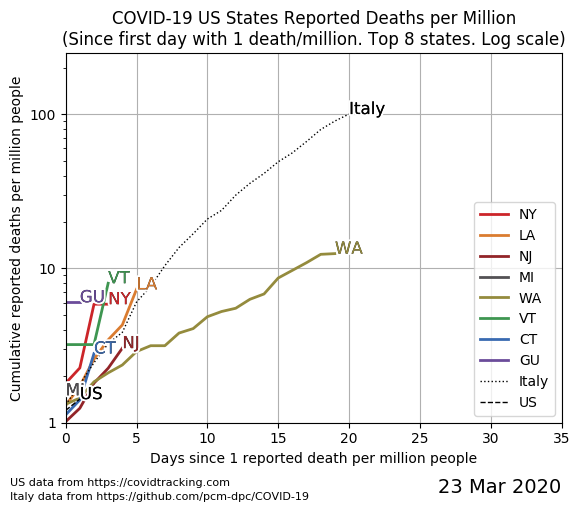 COVID-19 US States Reported Deaths per Million
(Since first day with 1 death/million. Top 8 states. Log scale)
Cumulative reported deaths per million people
100
10
1
Italy
WA
VT
LA
GU
NY
CT
NJ
MI
US
NY
LA
NJ
MI
WA
VT
CT
GU
Italy
US
0 5 10 15 20 25 30 35
Days since 1 reported death per million people
US data from https://covidtracking.com
Italy data from https://github.com/pcm-dpc/COVID-19
23 Mar 2020